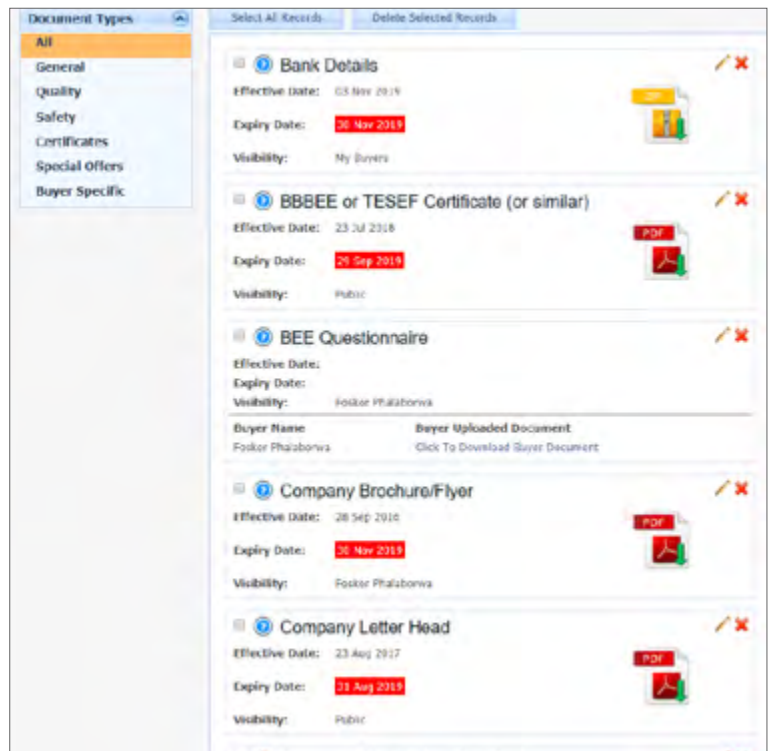 Document Types
All
General
Quality
Safety
Certificates
Special Offers
Buyer Specific
Select All Records Delete Selected Records
Bank Details
Effective Date: 03 Nov 2019
Expiry Date: 30 Nov 2019
Visibility: My Buyers
BBBEE or TESEF Certificate (or similar)
Effective Date: 23 Jul 2018
PDF
Expiry Date: 29 Sep 2019
Visibility: Public
BEE Questionnaire
Effective Date:
Expiry Date:
Visibility: Foskor Phalaborwa
Buyer Name Buyer Uploaded Document
Foskor Phalaborwa Click To Download Buyer Document
Company Brochure/Flyer
Effective Date: 28 Sep 2016
PDF
Expiry Date: 30 Nov 2019
Visibility: Foskor Phalaborwa
Company Letter Head
Effective Date: 23 Aug 2017
PDF
Expiry Date: 31 Aug 2019
Visibility: Public